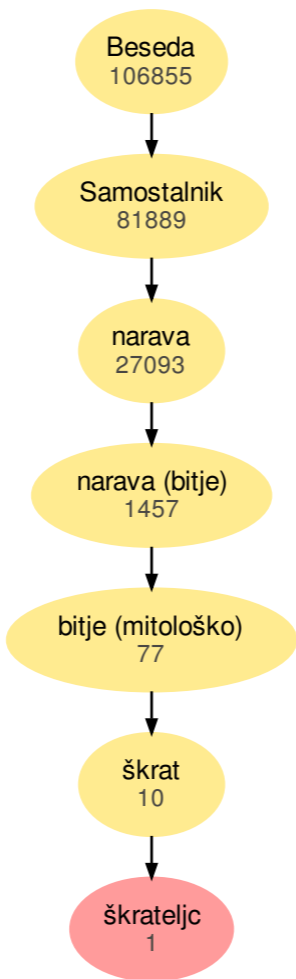 Beseda
106855
Samostalnik
81889
narava
27093
narava (bitje)
1457
bitje (mitološko)
77
škrat
10
škrateljc
1